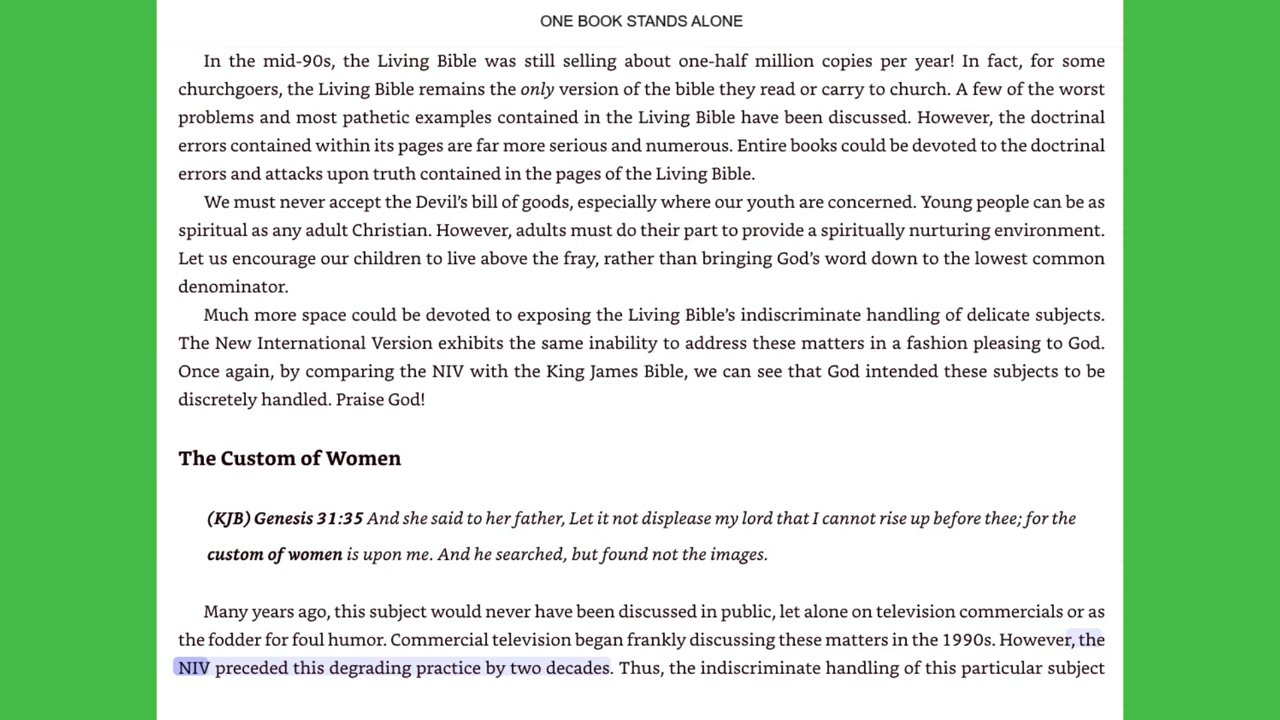 ONE BOOK STANDS ALONE
In the mid-90s, the Living Bible was still selling about one-half million copies per year! In fact, for some
churchgoers, the Living Bible remains the only version of the bible they read or carry to church. A few of the worst
problems and most pathetic examples contained in the Living Bible have been discussed. However, the doctrinal
errors contained within its pages are far more serious and numerous. Entire books could be devoted to the doctrinal
errors and attacks upon truth contained in the pages of the Living Bible.
We must never accept the Devil's bill of goods, especially where our youth are concerned. Young people can be as
spiritual as any adult Christian. However, adults must do their part to provide a spiritually nurturing environment.
Let us encourage our children to live above the fray, rather than bringing God's word down to the lowest common
denominator.
Much more space could be devoted to exposing the Living Bible's indiscriminate handling of delicate subjects.
The New International Version exhibits the same inability to address these matters in a fashion pleasing to God.
Once again, by comparing the NIV with the King James Bible, we can see that God intended these subjects to be
discretely handled. Praise God!
The Custom of Women
(KJB) Genesis 31:35 And she said to her father, Let it not displease my lord that I cannot rise up before thee; for the
custom of women is upon me. And he searched, but found not the images.
Many years ago, this subject would never have been discussed in public, let alone on television commercials or as
the fodder for foul humor. Commercial television began frankly discussing these matters in the 1990s. However, the
NIV preceded this degrading practice by two decades. Thus, the indiscriminate handling of this particular subject